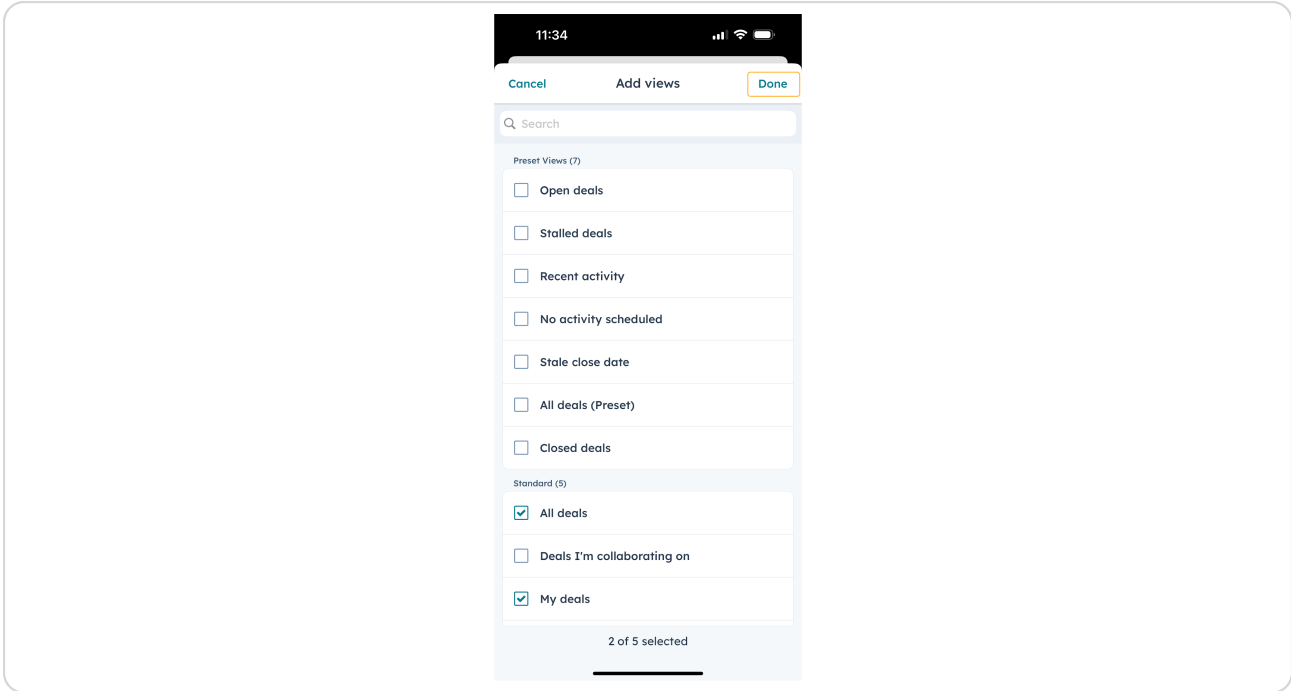 11:34
Cancel Add views Done
Search
Preset Views (7)
Open deals
Stalled deals
Recent activity
No activity scheduled
Stale close date
All deals (Preset)
Closed deals
Standard (5)
All deals
Deals I'm collaborating on
My deals
2 of 5 selected